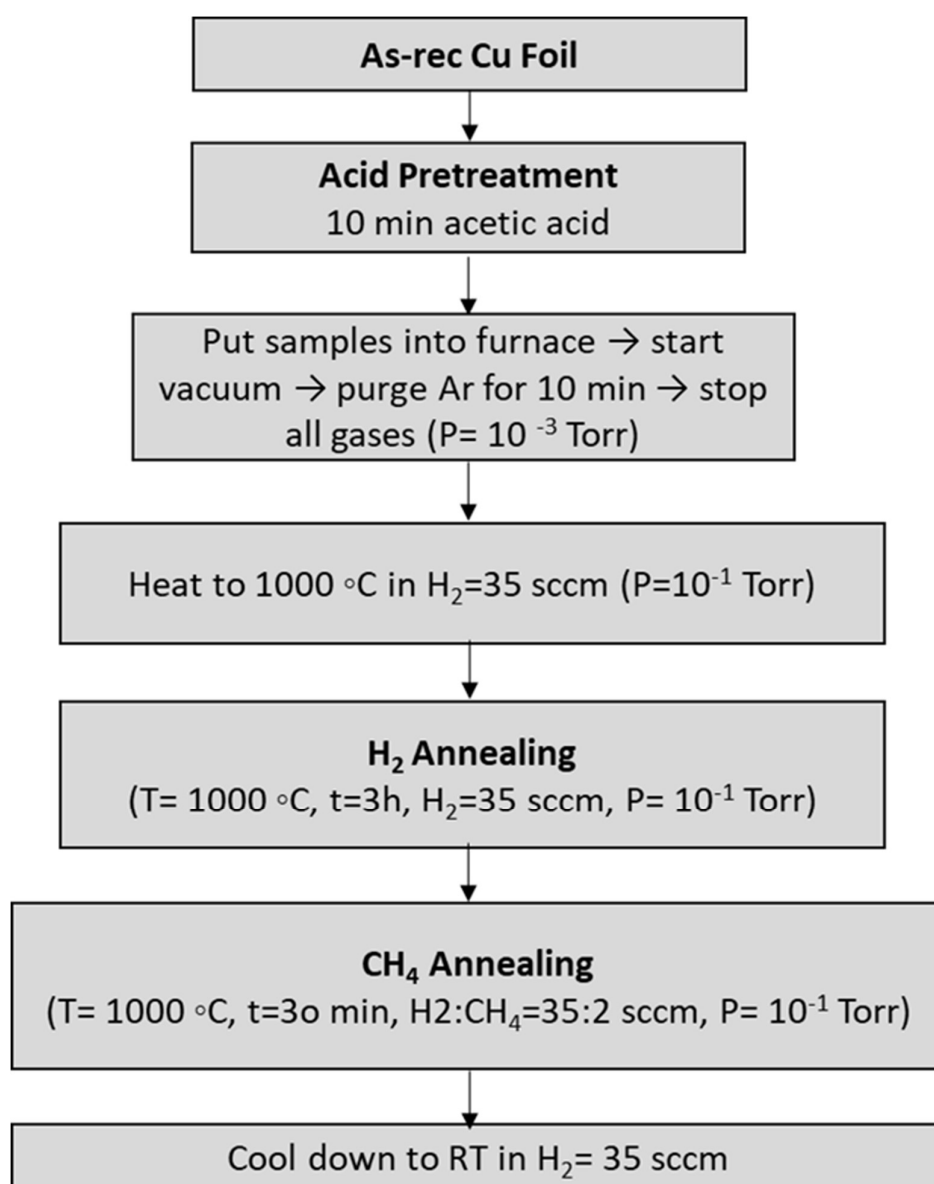 As-rec Cu Foil
Acid Pretreatment
10 min acetic acid
Put samples into furnace → start
vacuum → purge Ar for 10 min → stop
all gases (P= 10 ⁻³ Torr)
Heat to 1000 ◦C in H₂=35 sccm (P=10⁻¹ Torr)
H₂ Annealing
(T= 1000 ◦C, t=3h, H₂=35 sccm, P= 10⁻¹ Torr)
CH₄ Annealing
(T= 1000 ◦C, t=3o min, H2:CH₄=35:2 sccm, P= 10⁻¹ Torr)
Cool down to RT in H₂= 35 sccm